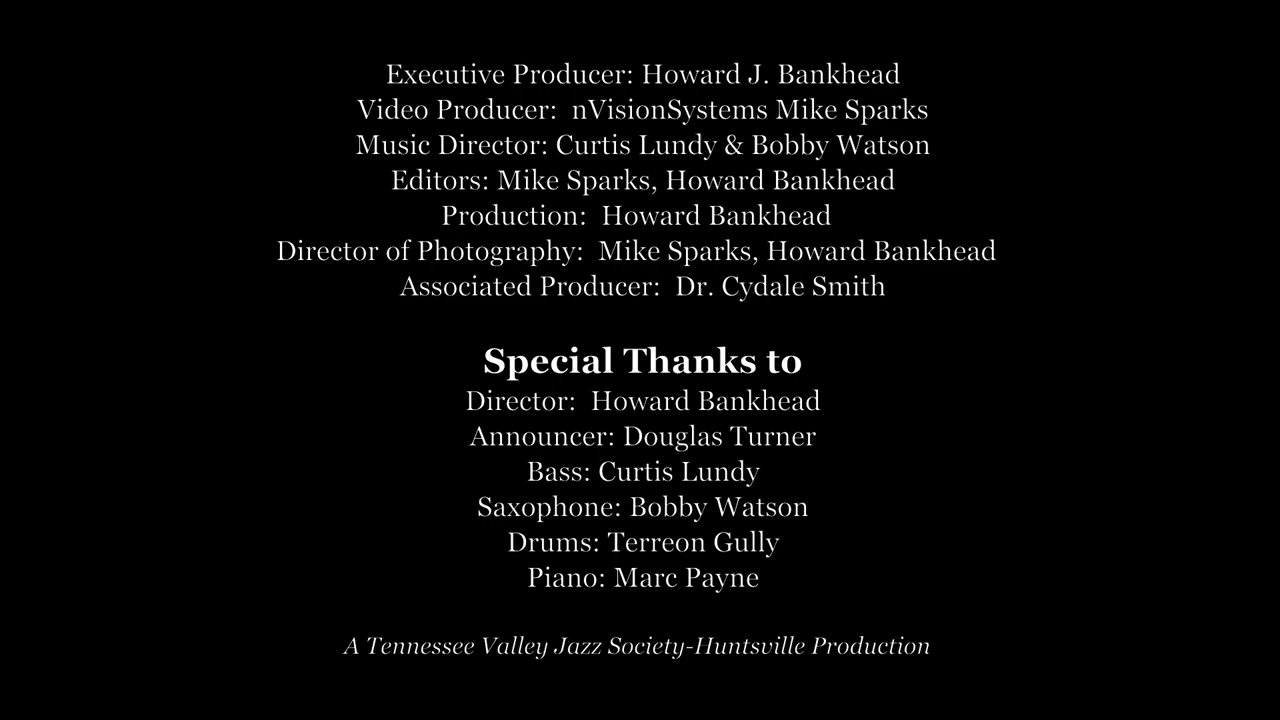 Executive Producer: Howard J. Bankhead
Video Producer:  nVisionSystems Mike Sparks
Music Director: Curtis Lundy & Bobby Watson
Editors: Mike Sparks, Howard Bankhead
Production:  Howard Bankhead
Director of Photography:  Mike Sparks, Howard Bankhead
Associated Producer:  Dr. Cydale Smith
Special Thanks to
Director:  Howard Bankhead
Announcer: Douglas Turner
Bass: Curtis Lundy
Saxophone: Bobby Watson
Drums: Terreon Gully
Piano: Marc Payne
A Tennessee Valley Jazz Society-Huntsville Production